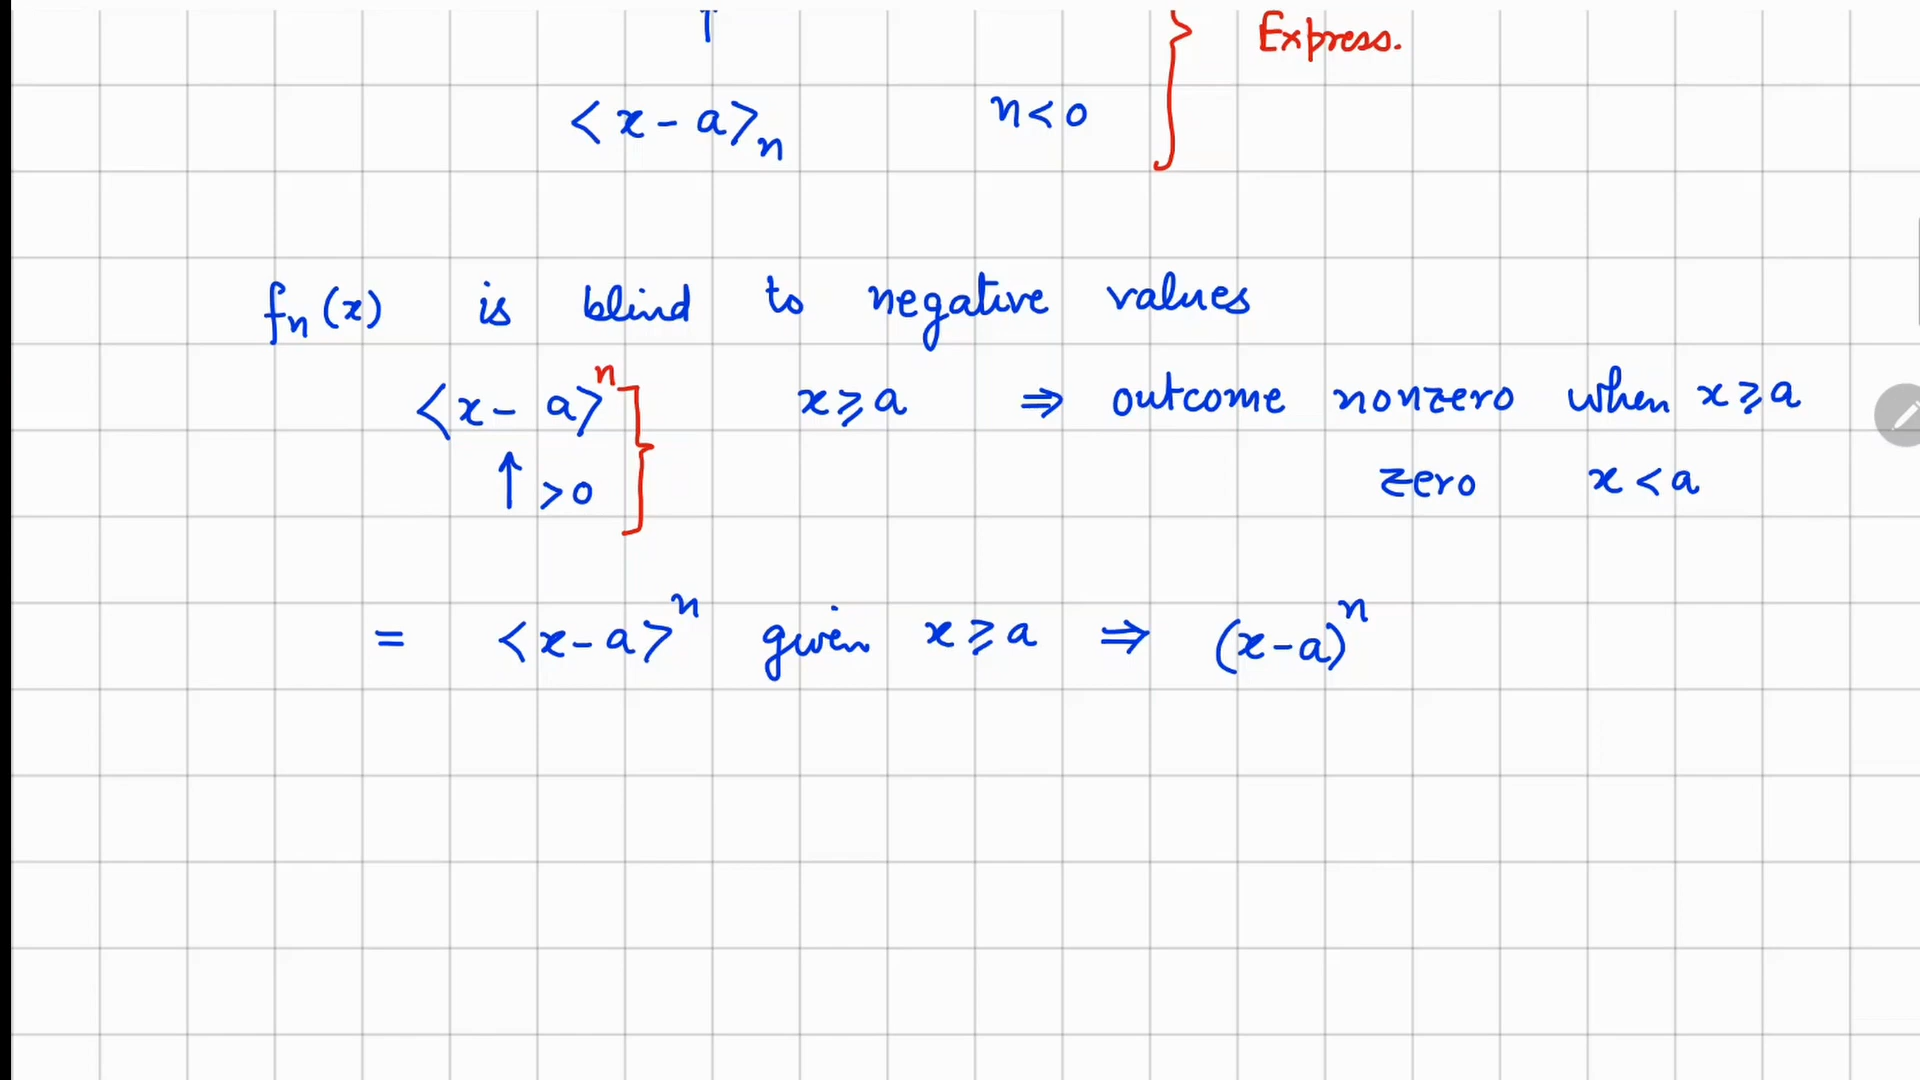 Express.
<x-a>ₙ n<0
fₙ(x) is blind to negative values
<x-a>ⁿ x⩾a ⇒ outcome nonzero when x⩾a
↑>0 zero x<a
= <x-a>ⁿ given x⩾a ⇒ (x-a)ⁿ